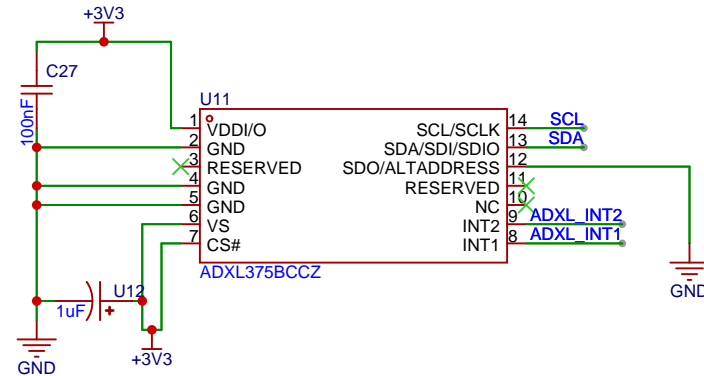 +3V3
C27
100nF
U11
1 VDDI/O
2 GND
3 RESERVED
4 GND
5 GND
6 VS
7 CS#
14 SCL/SCLK SCL
13 SDA/SDI/SDIO SDA
12 SDO/ALTADDRESS
11 RESERVED
10 NC
9 INT2 ADXL_INT2
8 INT1 ADXL_INT1
ADXL375BCCZ
U12
1uF
+
+3V3
GND
GND